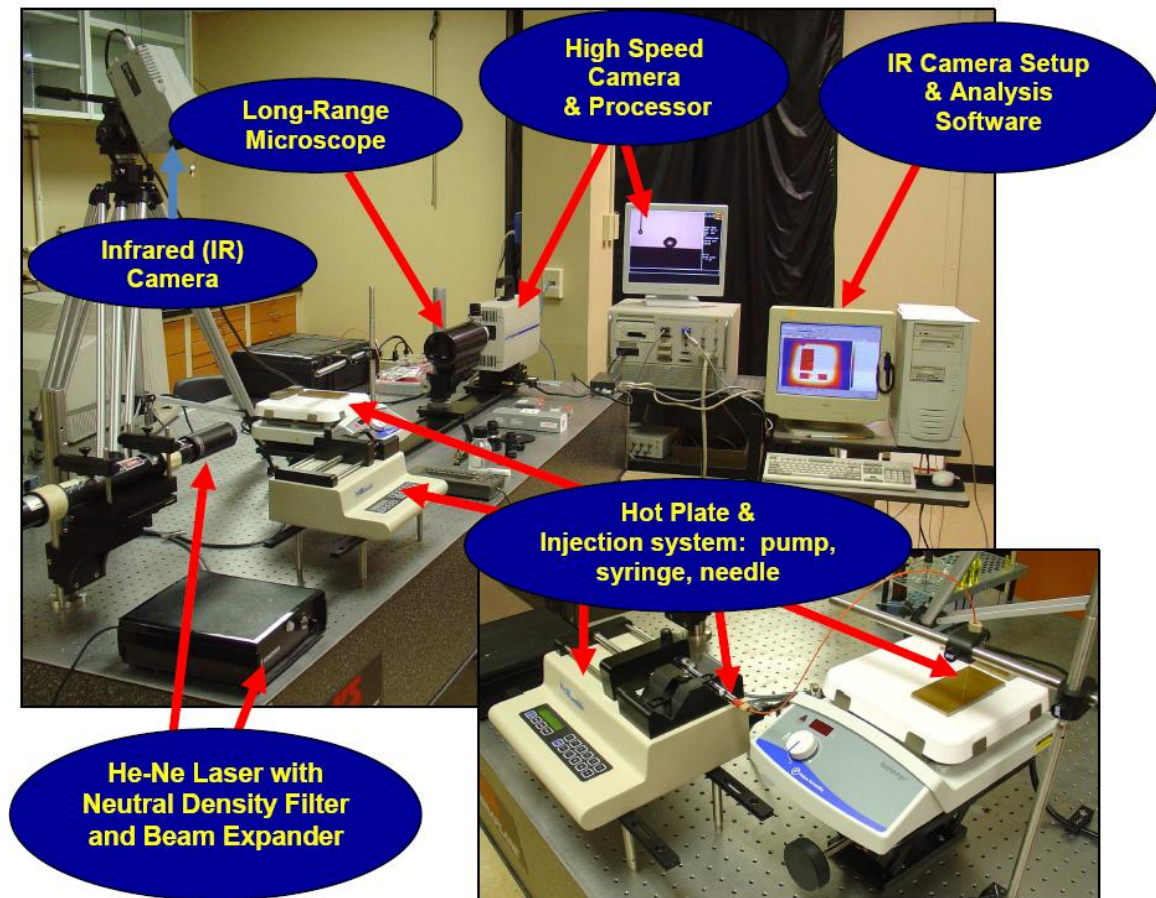 High Speed
Camera
& Processor
IR Camera Setup
& Analysis
Software
Long-Range
Microscope
Infrared (IR)
Camera
Hot Plate &
Injection system: pump,
syringe, needle
He-Ne Laser with
Neutral Density Filter
and Beam Expander